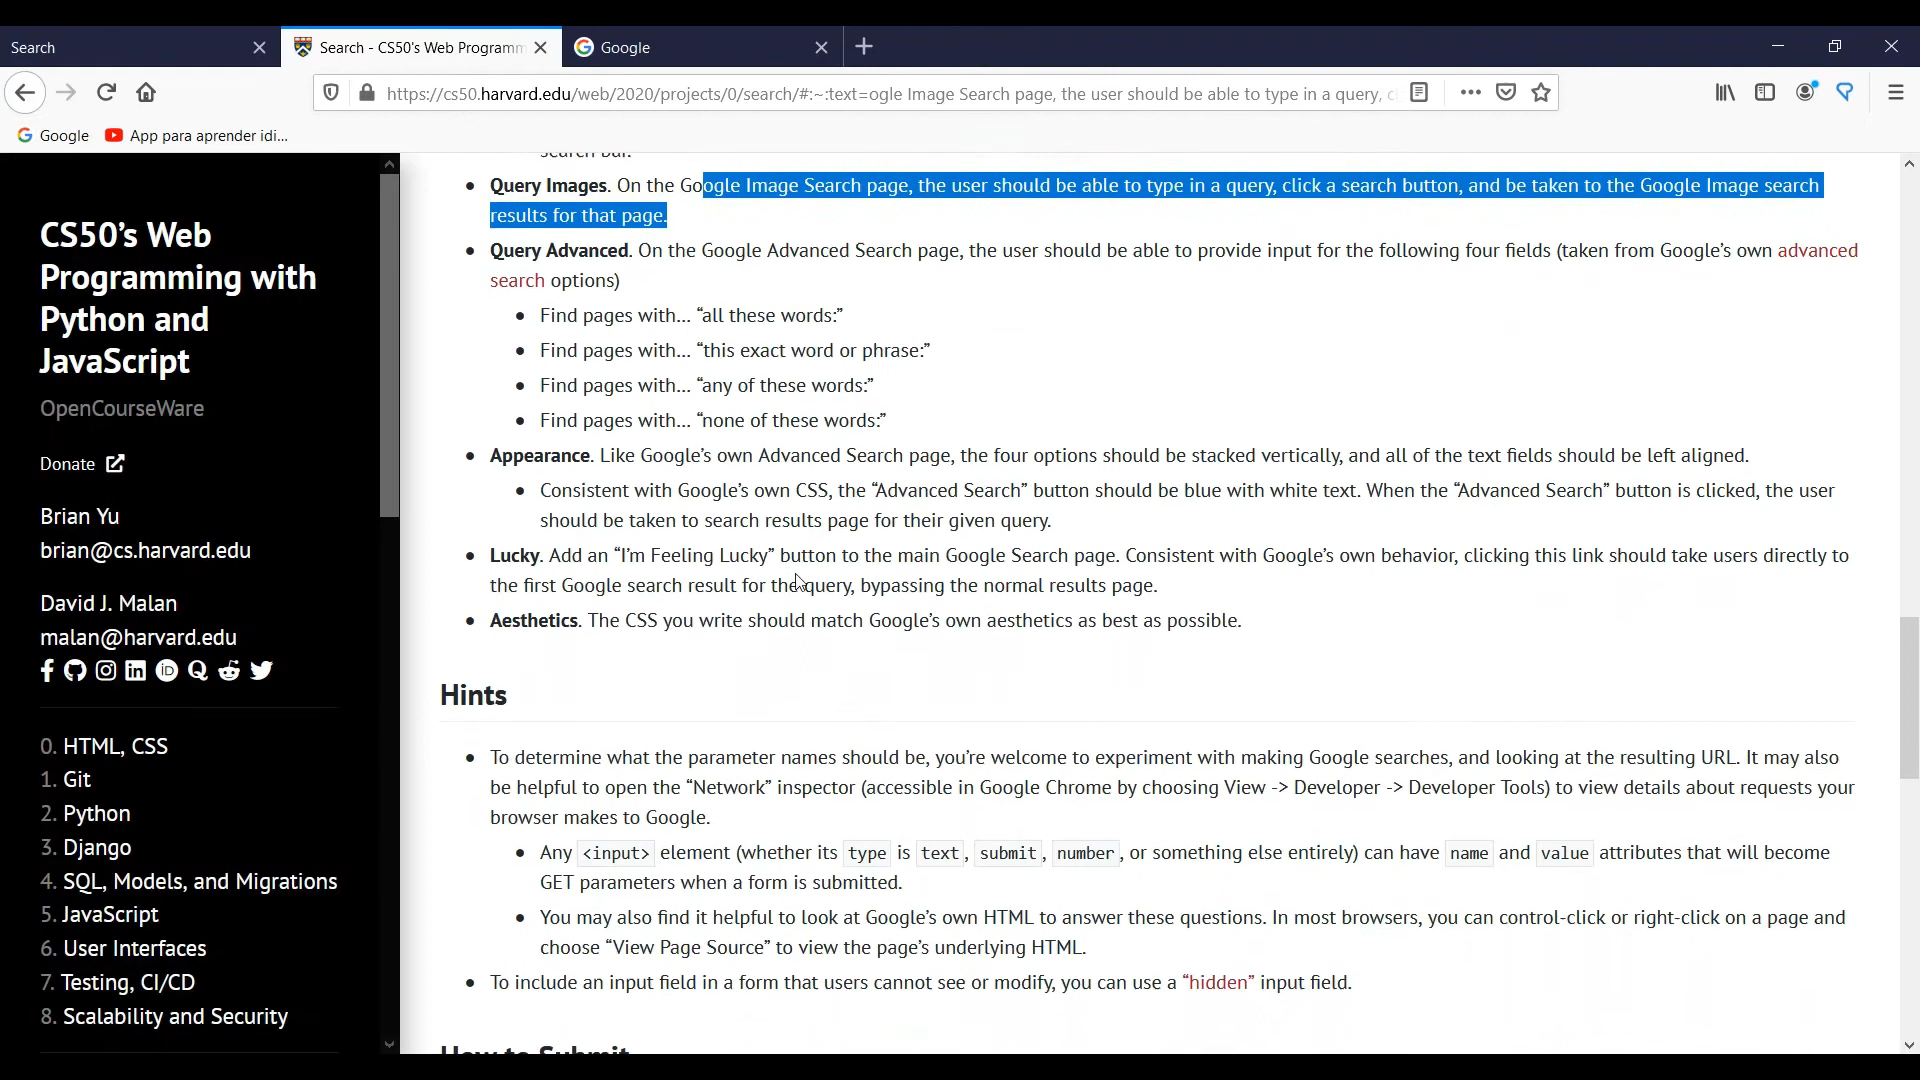 Search
Search - CS50's Web Programm
Google
https://cs50.harvard.edu/web/2020/projects/0/search/#:~:text=ogle Image Search page, the user should be able to type in a query, c
Google
App para aprender idi...
CS50's Web
Programming with
Python and
JavaScript
OpenCourseWare
Donate
Brian Yu
brian@cs.harvard.edu
David J. Malan
malan@harvard.edu
0. HTML, CSS
1. Git
2. Python
3. Django
4. SQL, Models, and Migrations
5. JavaScript
6. User Interfaces
7. Testing, CI/CD
8. Scalability and Security
search bar.
Query Images. On the Google Image Search page, the user should be able to type in a query, click a search button, and be taken to the Google Image search
results for that page.
Query Advanced. On the Google Advanced Search page, the user should be able to provide input for the following four fields (taken from Google's own advanced
search options)
Find pages with... “all these words:”
Find pages with... “this exact word or phrase:”
Find pages with... “any of these words:”
Find pages with... “none of these words:”
Appearance. Like Google's own Advanced Search page, the four options should be stacked vertically, and all of the text fields should be left aligned.
Consistent with Google's own CSS, the “Advanced Search” button should be blue with white text. When the “Advanced Search” button is clicked, the user
should be taken to search results page for their given query.
Lucky. Add an “I'm Feeling Lucky” button to the main Google Search page. Consistent with Google's own behavior, clicking this link should take users directly to
the first Google search result for the query, bypassing the normal results page.
Aesthetics. The CSS you write should match Google's own aesthetics as best as possible.
Hints
To determine what the parameter names should be, you're welcome to experiment with making Google searches, and looking at the resulting URL. It may also
be helpful to open the “Network” inspector (accessible in Google Chrome by choosing View -> Developer -> Developer Tools) to view details about requests your
browser makes to Google.
Any <input> element (whether its type is text, submit, number, or something else entirely) can have name and value attributes that will become
GET parameters when a form is submitted.
You may also find it helpful to look at Google's own HTML to answer these questions. In most browsers, you can control-click or right-click on a page and
choose “View Page Source” to view the page's underlying HTML.
To include an input field in a form that users cannot see or modify, you can use a “hidden” input field.
How to Submit